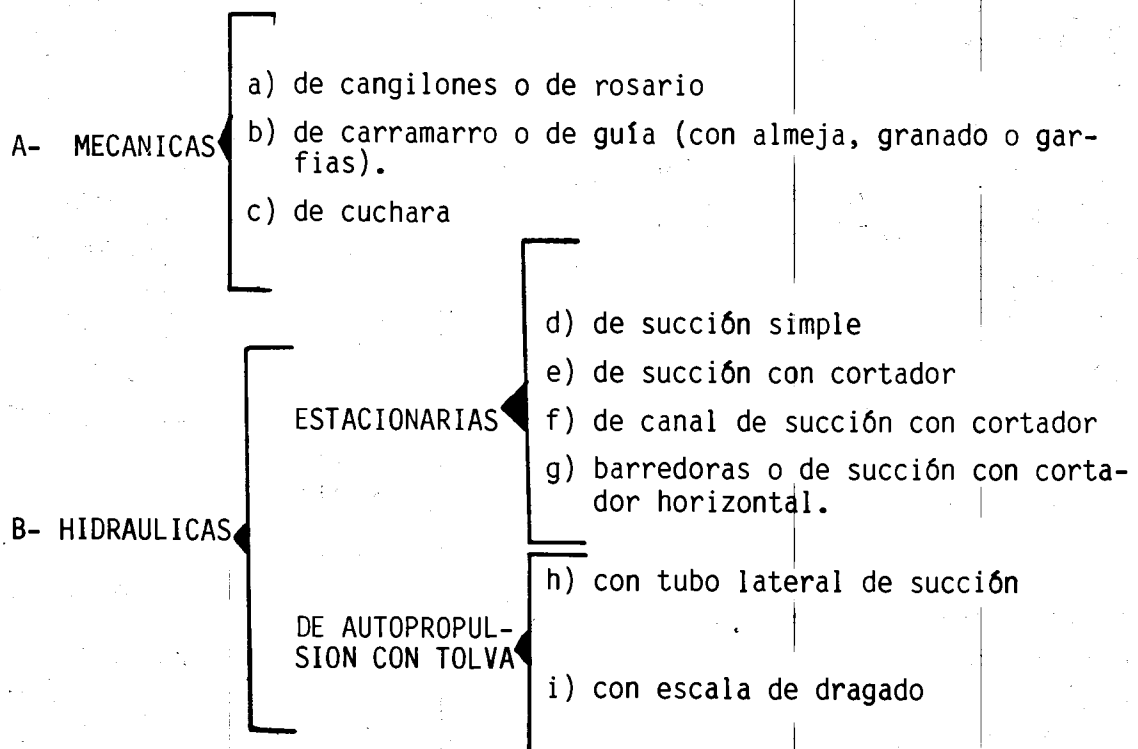 a) de cangilones o de rosario
A- MECANICAS
b) de carramarro o de guía (con almeja, granado o gar-
fias).
c) de cuchara
d) de succión simple
e) de succión con cortador
ESTACIONARIAS
f) de canal de succión con cortador
g) barredoras o de succión con corta-
dor horizontal.
B- HIDRAULICAS
h) con tubo lateral de succión
DE AUTOPROPUL-
SION CON TOLVA
i) con escala de dragado